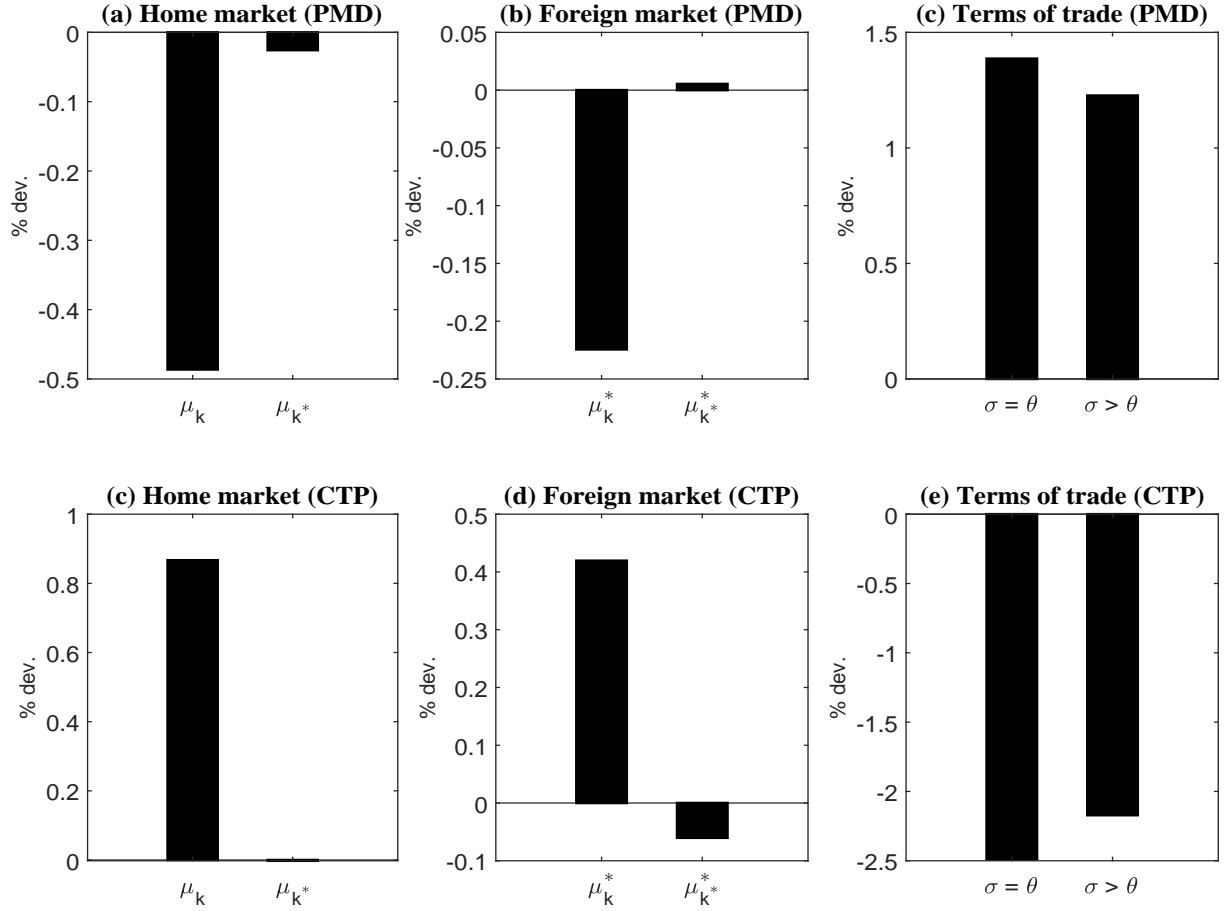 (a) Home market (PMD)
% dev.
0
-0.1
-0.2
-0.3
-0.4
-0.5
μk
μk*
(b) Foreign market (PMD)
% dev.
0.05
0
-0.05
-0.1
-0.15
-0.2
-0.25
μ*k
μ*k*
(c) Terms of trade (PMD)
% dev.
1.5
1
0.5
0
σ = θ
σ > θ
(c) Home market (CTP)
% dev.
1
0.8
0.6
0.4
0.2
0
μk
μk*
(d) Foreign market (CTP)
% dev.
0.5
0.4
0.3
0.2
0.1
0
-0.1
μ*k
μ*k*
(e) Terms of trade (CTP)
% dev.
0
-0.5
-1
-1.5
-2
-2.5
σ = θ
σ > θ